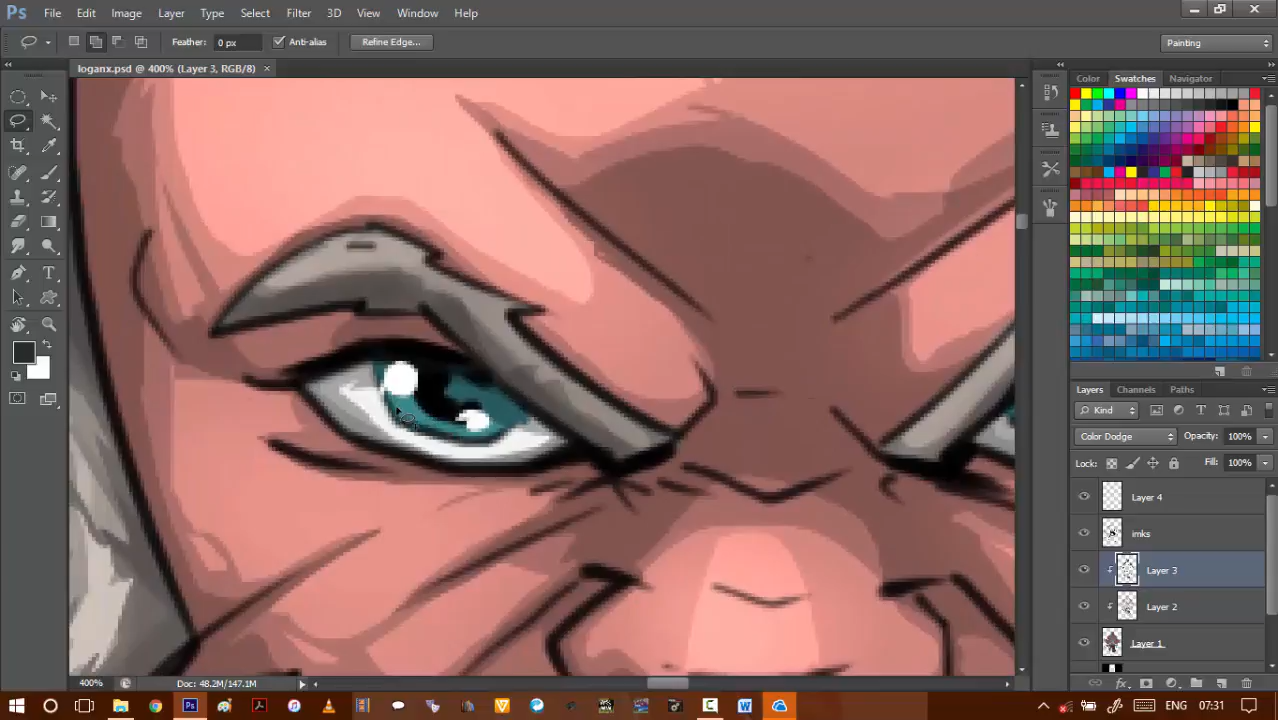 Ps File Edit Image Layer Type Select Filter 3D View Window Help
Feather: 0 px Anti-alias Refine Edge... Painting
loganx.psd @ 400% (Layer 3, RGB/8) ×
Color Swatches Navigator
Layers Channels Paths
Kind
Color Dodge Opacity: 100%
Lock: Fill: 100%
Layer 4
imks
Layer 3
Layer 2
Layer 1
400% Doc: 48.2M/147.1M
fx
ENG 07:31